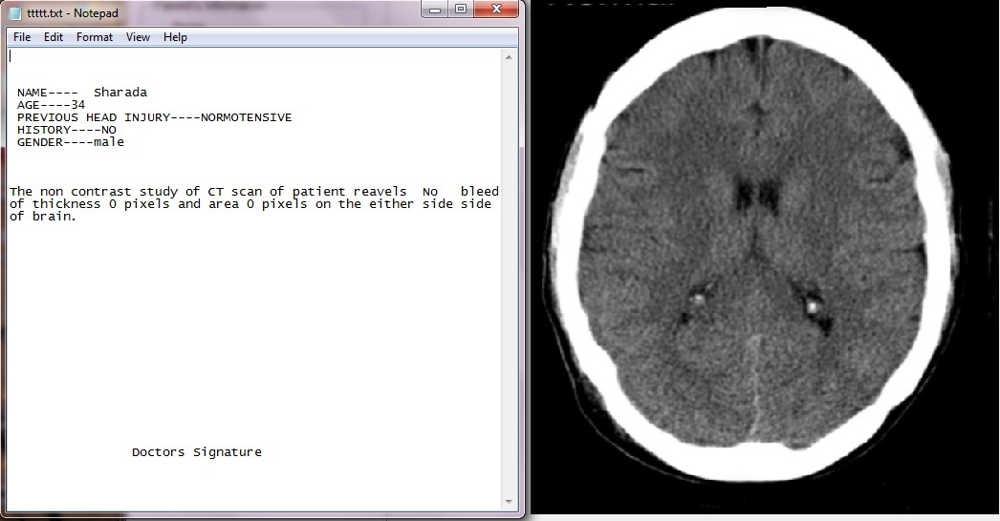 ttttt.txt - Notepad
File Edit Format View Help
NAME---- Sharada
AGE----34
PREVIOUS HEAD INJURY----NORMOTENSIVE
HISTORY----NO
GENDER----male
The non contrast study of CT scan of patient reavels No bleed
of thickness 0 pixels and area 0 pixels on the either side side
of brain.
Doctors Signature